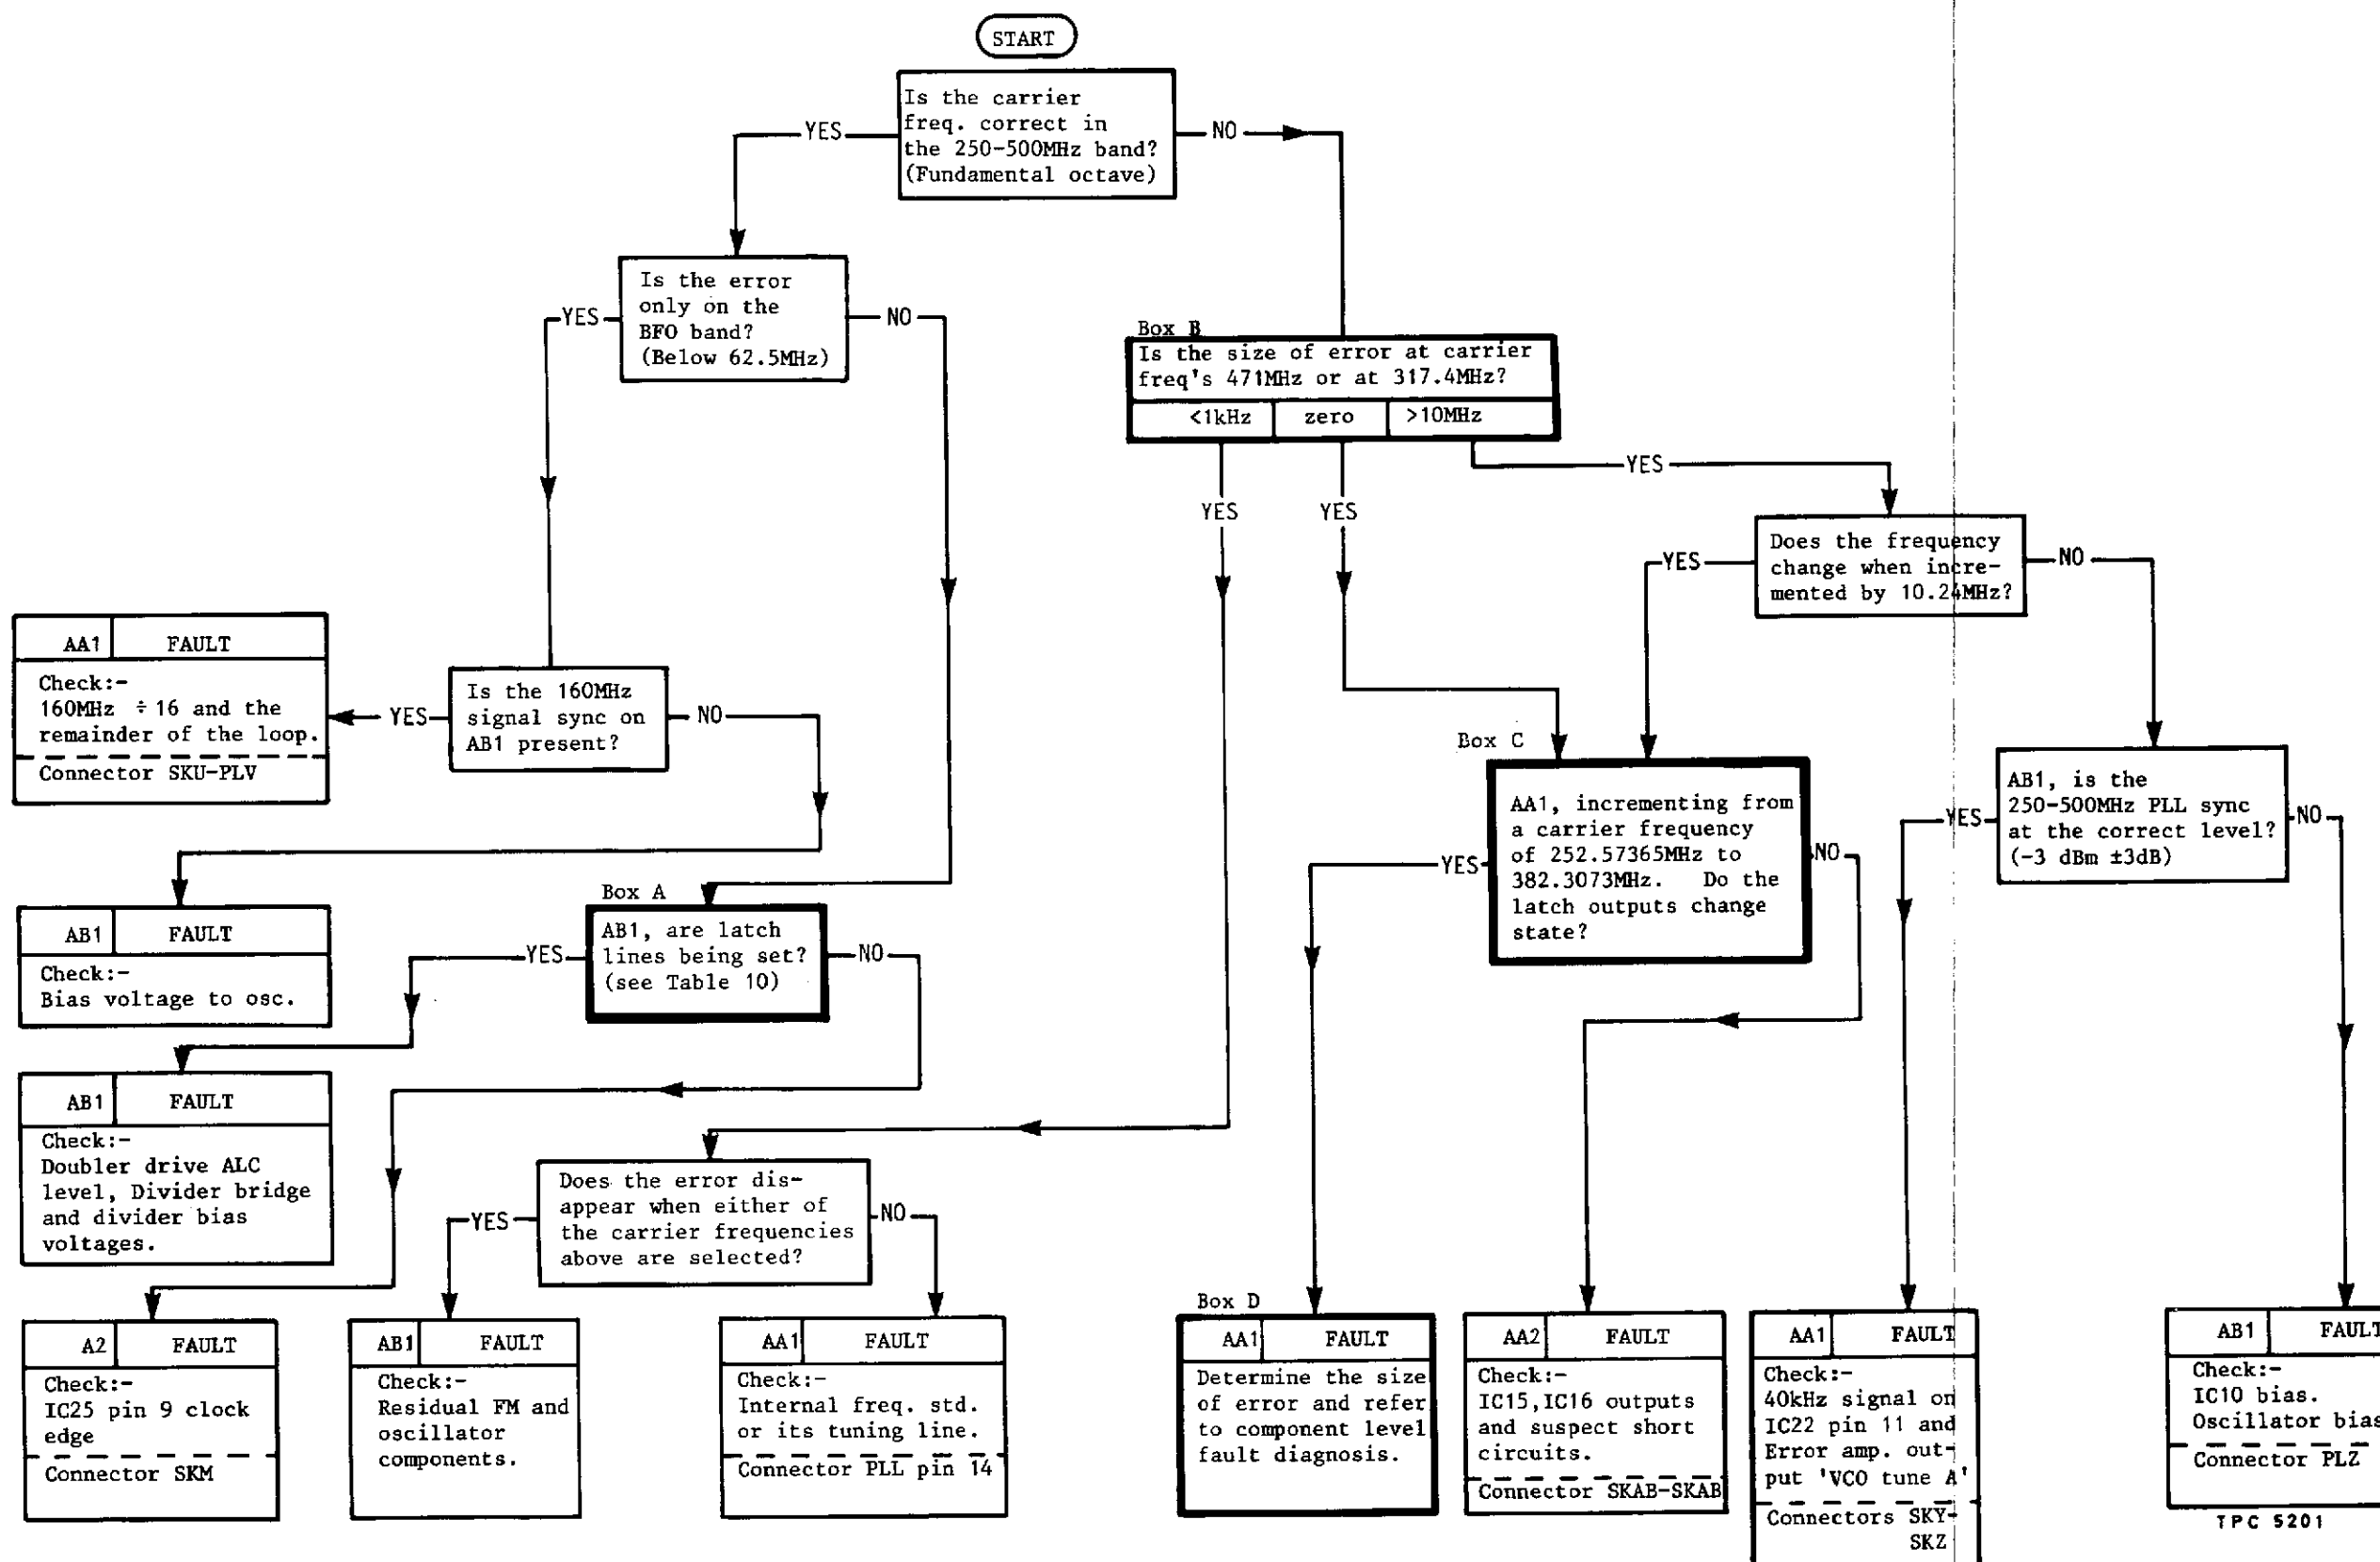 START
Is the carrier
freq. correct in
the 250-500MHz band?
(Fundamental octave)
YES
NO
Is the error
only on the
BFO band?
(Below 62.5MHz)
YES
NO
Box B
Is the size of error at carrier
freq's 471MHz or at 317.4MHz?
<1kHz
zero
>10MHz
YES
YES
YES
Does the frequency
change when incre-
mented by 10.24MHz?
YES
NO
AA1
FAULT
Check:-
160MHz ÷16 and the
remainder of the loop.
Connector SKU-PLV
Is the 160MHz
signal sync on
AB1 present?
YES
NO
Box C
AA1, incrementing from
a carrier frequency
of 252.57365MHz to
382.3073MHz. Do the
latch outputs change
state?
YES
NO
AB1, is the
250-500MHz PLL sync
at the correct level?
(-3 dBm ±3dB)
YES
NO
AB1
FAULT
Check:-
Bias voltage to osc.
Box A
AB1, are latch
lines being set?
(see Table 10)
YES
NO
AB1
FAULT
Check:-
Doubler drive ALC
level, Divider bridge
and divider bias
voltages.
Does the error dis-
appear when either of
the carrier frequencies
above are selected?
YES
NO
A2
FAULT
Check:-
IC25 pin 9 clock
edge
Connector SKM
AB1
FAULT
Check:-
Residual FM and
oscillator
components.
AA1
FAULT
Check:-
Internal freq. std.
or its tuning line.
Connector PLL pin 14
Box D
AA1
FAULT
Determine the size
of error and refer
to component level
fault diagnosis.
AA2
FAULT
Check:-
IC15,IC16 outputs
and suspect short
circuits.
Connector SKAB-SKAB
AA1
FAULT
Check:-
40kHz signal on
IC22 pin 11 and
Error amp. out-
put 'VCO tune A'
Connectors SKY-
SKZ
AB1
FAULT
Check:-
IC10 bias.
Oscillator bias
Connector PLZ
TPC 5201